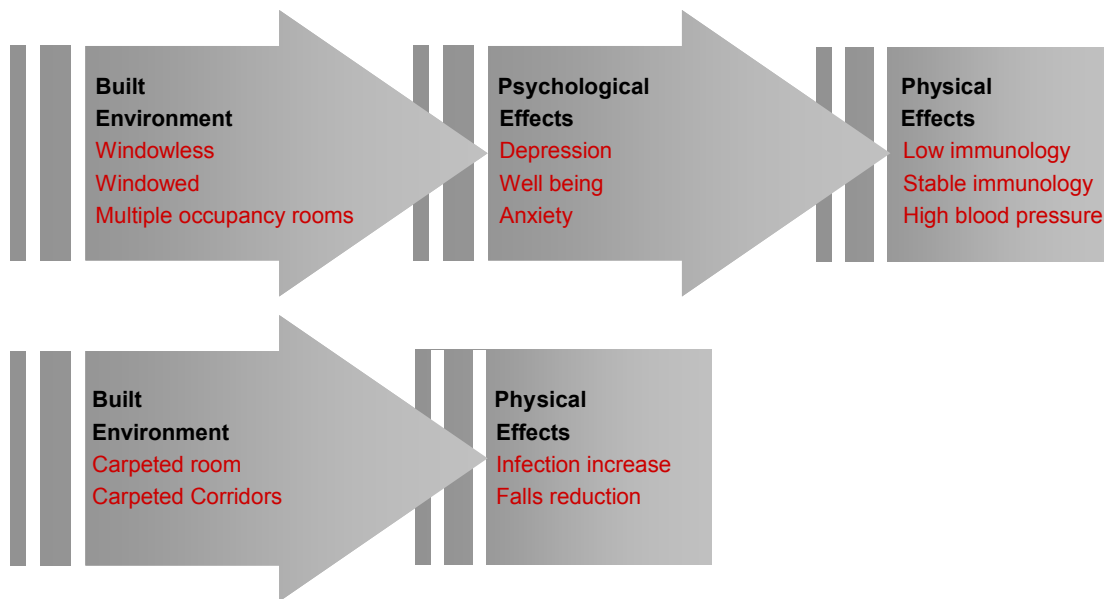 Built
Environment
Windowless
Windowed
Multiple occupancy rooms
Psychological
Effects
Depression
Well being
Anxiety
Physical
Effects
Low immunology
Stable immunology
High blood pressure
Built
Environment
Carpeted room
Carpeted Corridors
Physical
Effects
Infection increase
Falls reduction